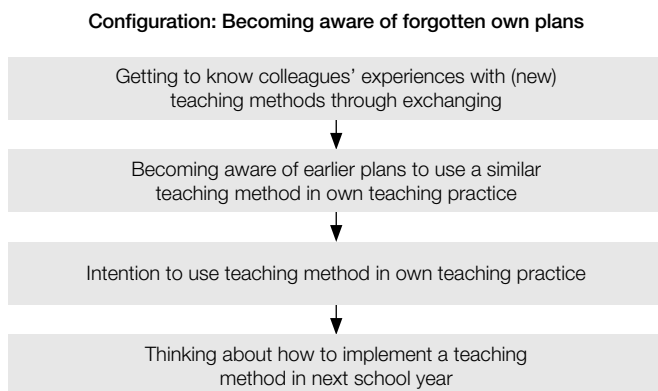 Configuration: Becoming aware of forgotten own plans
Getting to know colleagues’ experiences with (new)
teaching methods through exchanging
Becoming aware of earlier plans to use a similar
teaching method in own teaching practice
Intention to use teaching method in own teaching practice
Thinking about how to implement a teaching
method in next school year